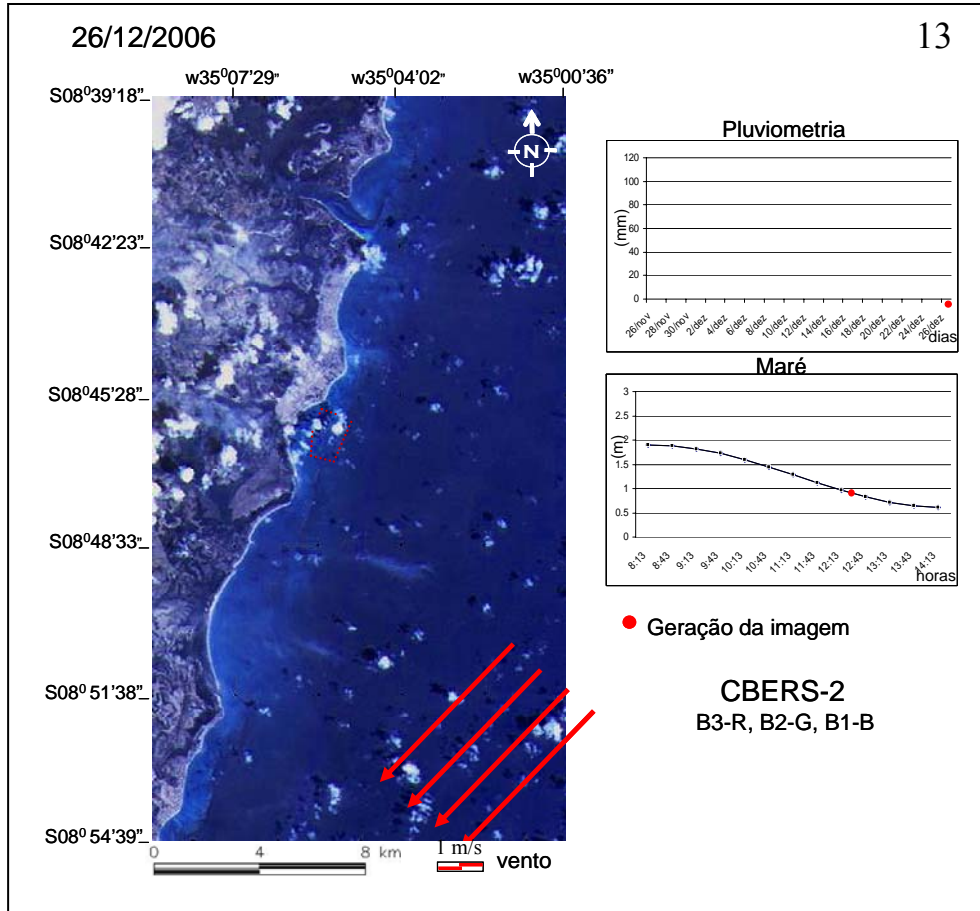 26/12/2006
13
w35⁰07'29" w35⁰04'02" w35⁰00'36"
S08⁰39'18"
S08⁰42'23"
S08⁰45'28"
S08⁰48'33"
S08⁰51'38"
S08⁰54'39"
N
0 4 8 km
1 m/s
vento
Pluviometria
(mm)
120
100
80
60
40
20
0
26/nov 28/nov 30/nov 2/dez 4/dez 6/dez 8/dez 10/dez 12/dez 14/dez 16/dez 18/dez 20/dez 22/dez 24/dez 26/dez
dias
Maré
(m)
3
2.5
2
1.5
1
0.5
0
8:13 8:43 9:13 9:43 10:13 10:43 11:13 11:43 12:13 12:43 13:13 13:43 14:13
horas
Geração da imagem
CBERS-2
B3-R, B2-G, B1-B